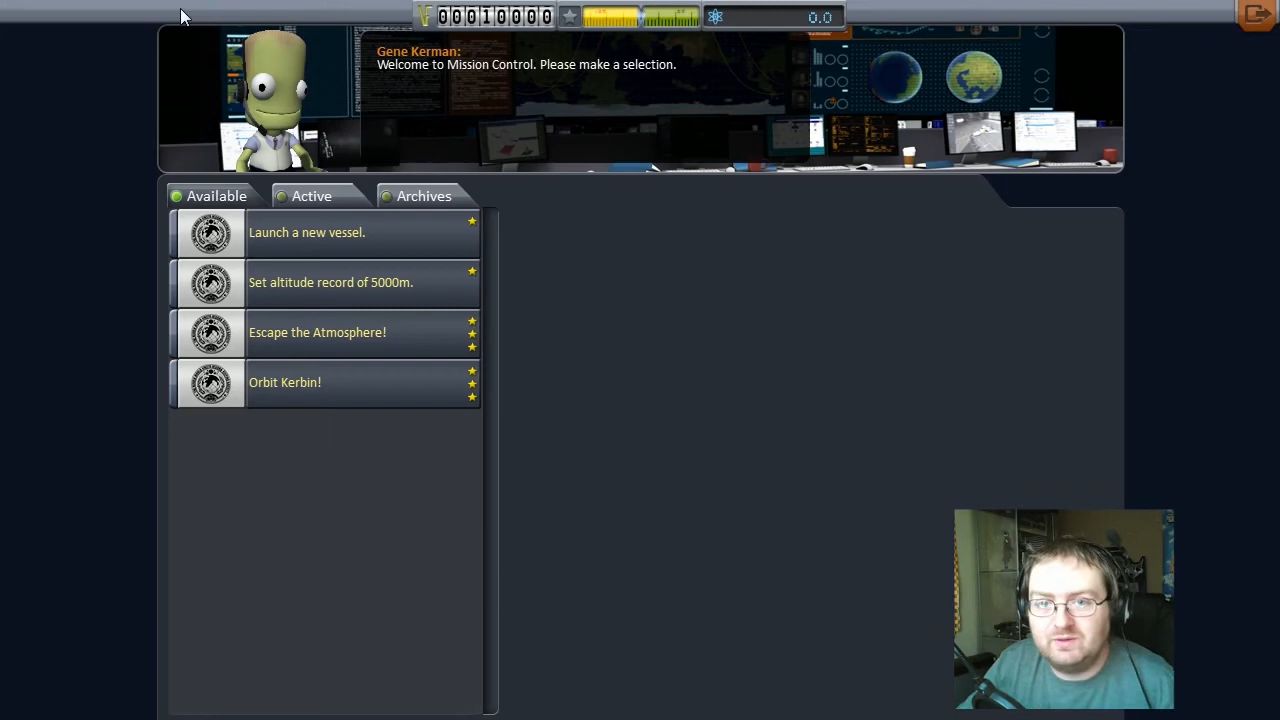 00010000
0.0
Gene Kerman:
Welcome to Mission Control. Please make a selection.
Available
Active
Archives
Launch a new vessel.
Set altitude record of 5000m.
Escape the Atmosphere!
Orbit Kerbin!